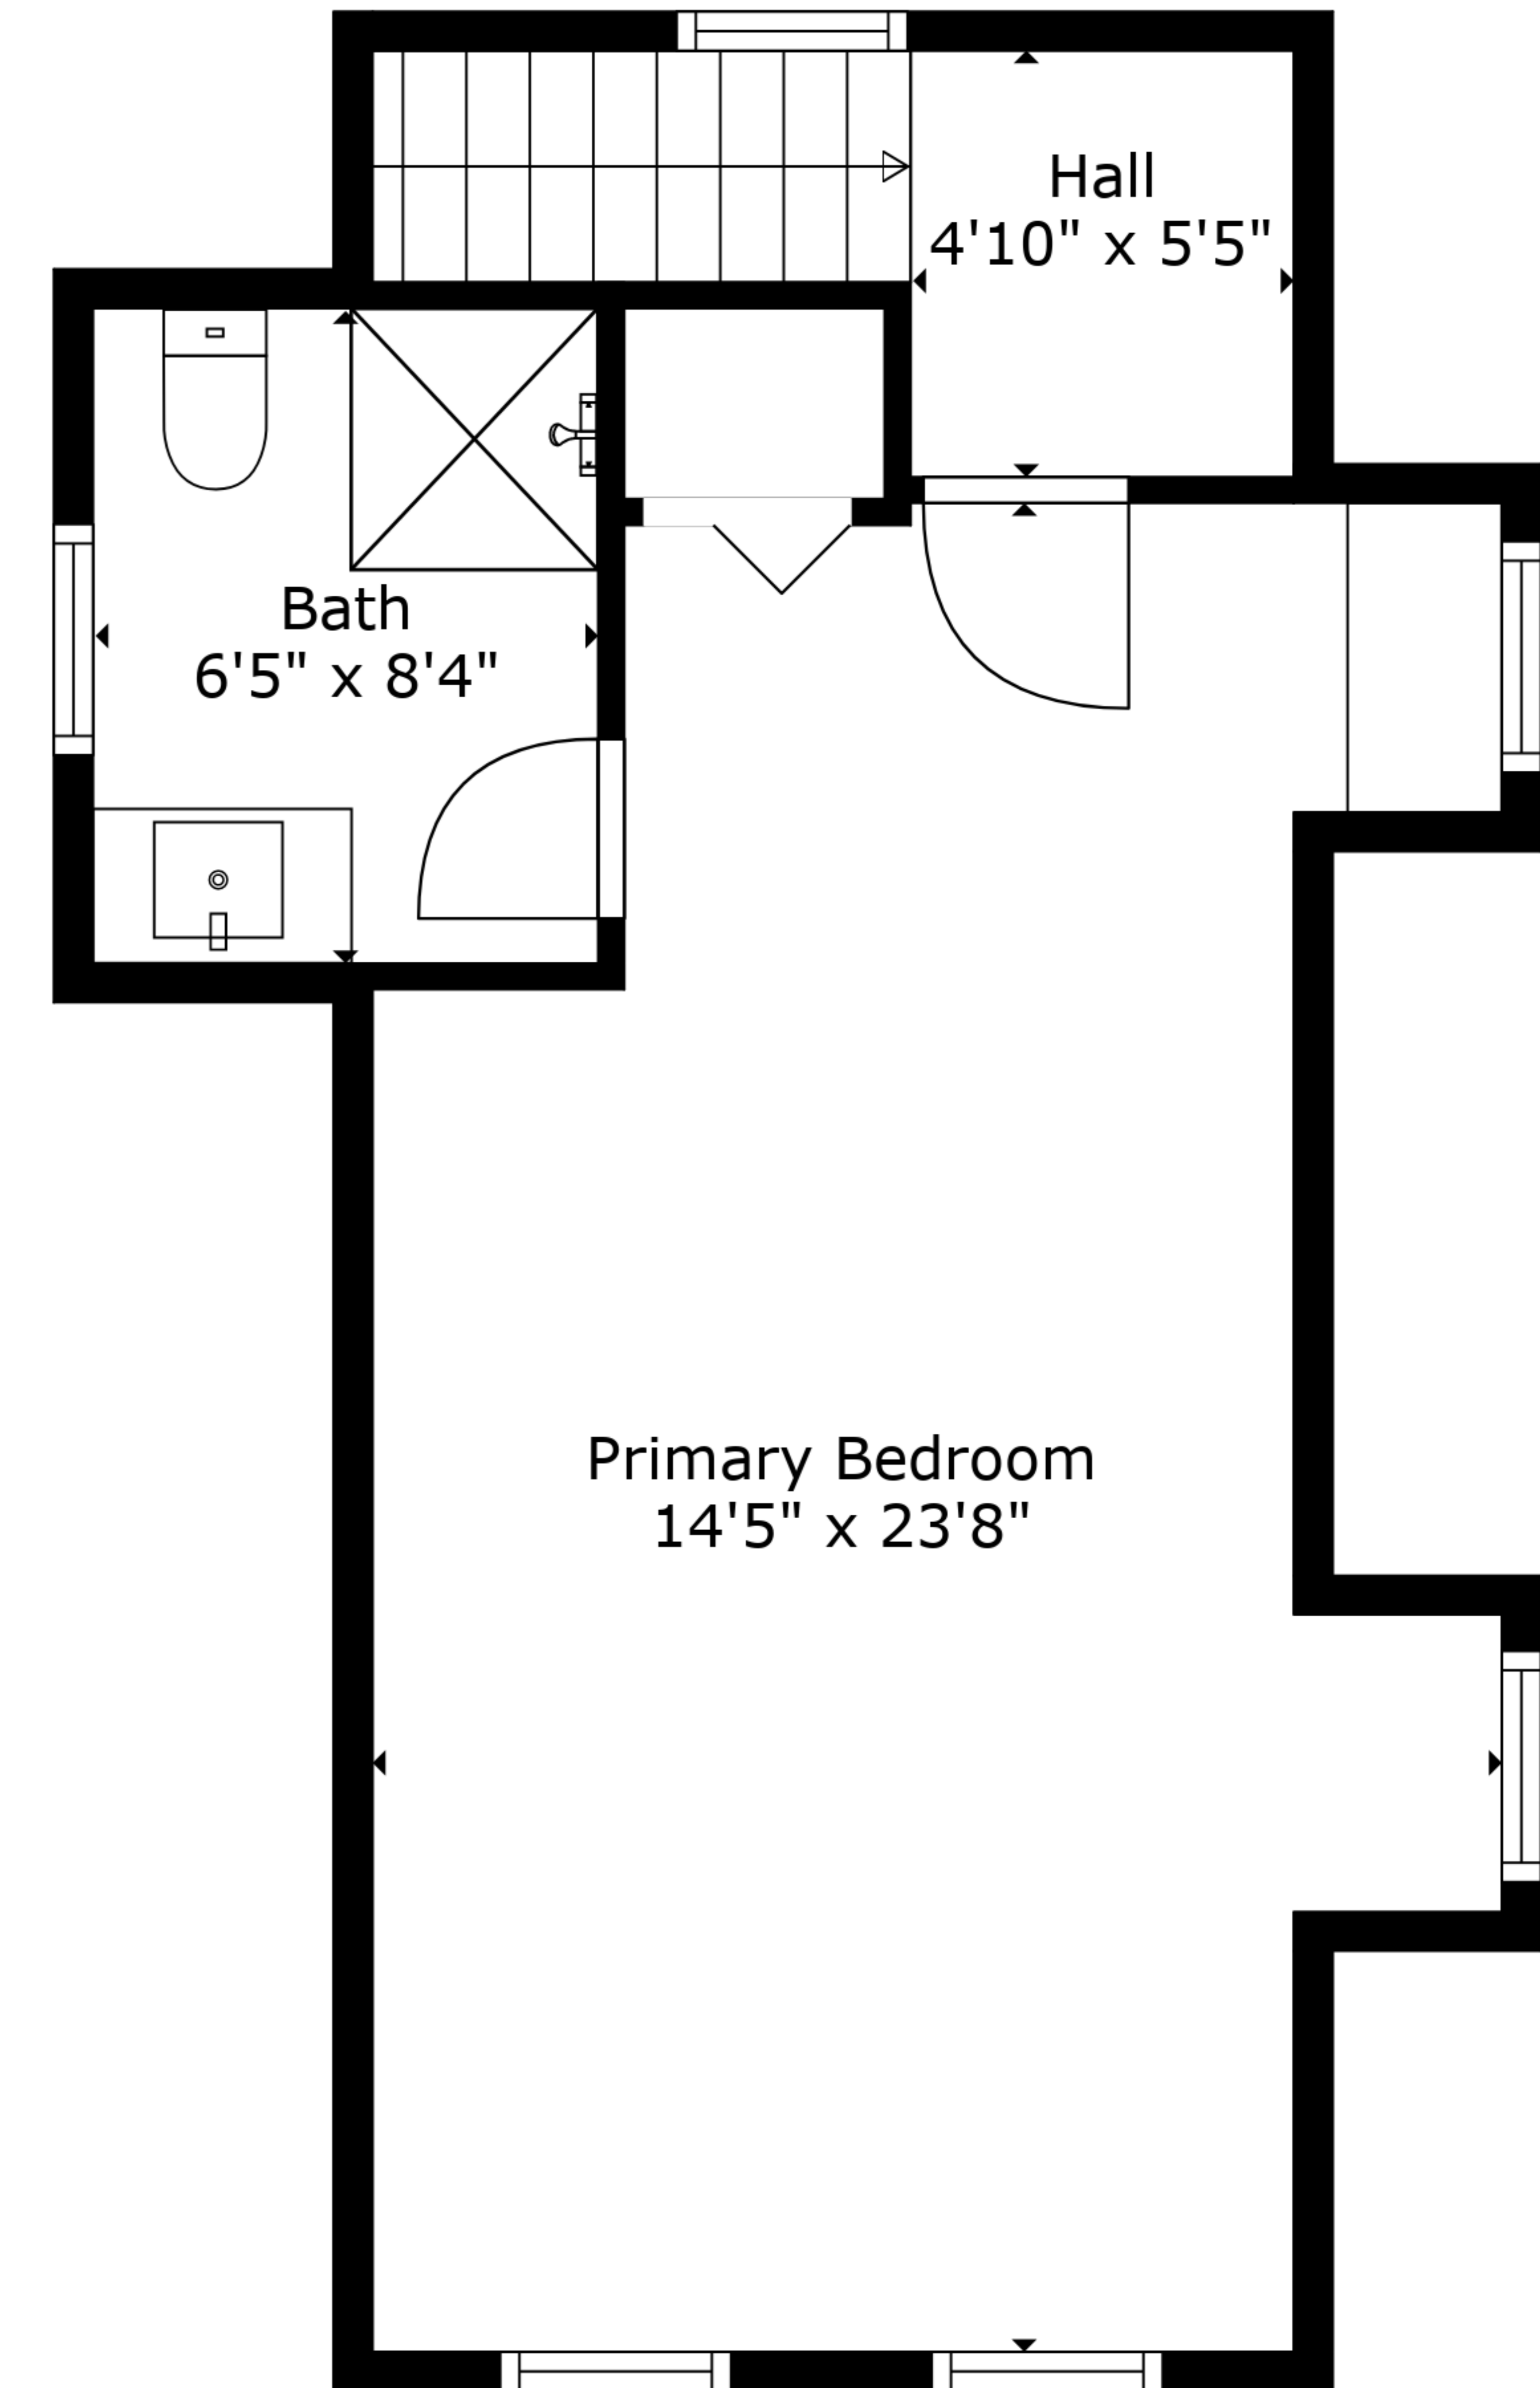 Hall
4'10" x 5'5"
Bath
6'5" x 8'4"
Primary Bedroom
14'5" x 23'8"